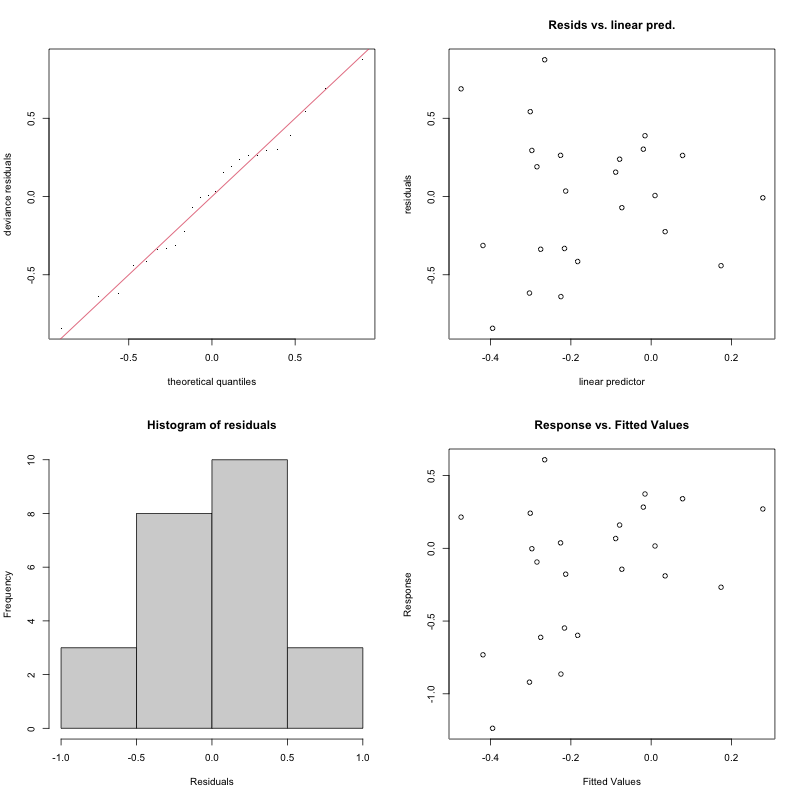 deviance residuals
0.5
0.0
-0.5
-0.5
0.0
0.5
theoretical quantiles
Resids vs. linear pred.
residuals
0.5
0.0
-0.5
-0.4
-0.2
0.0
0.2
linear predictor
Histogram of residuals
Frequency
10
8
6
4
2
0
-1.0
-0.5
0.0
0.5
1.0
Residuals
Response vs. Fitted Values
Response
0.5
0.0
-0.5
-1.0
-0.4
-0.2
0.0
0.2
Fitted Values